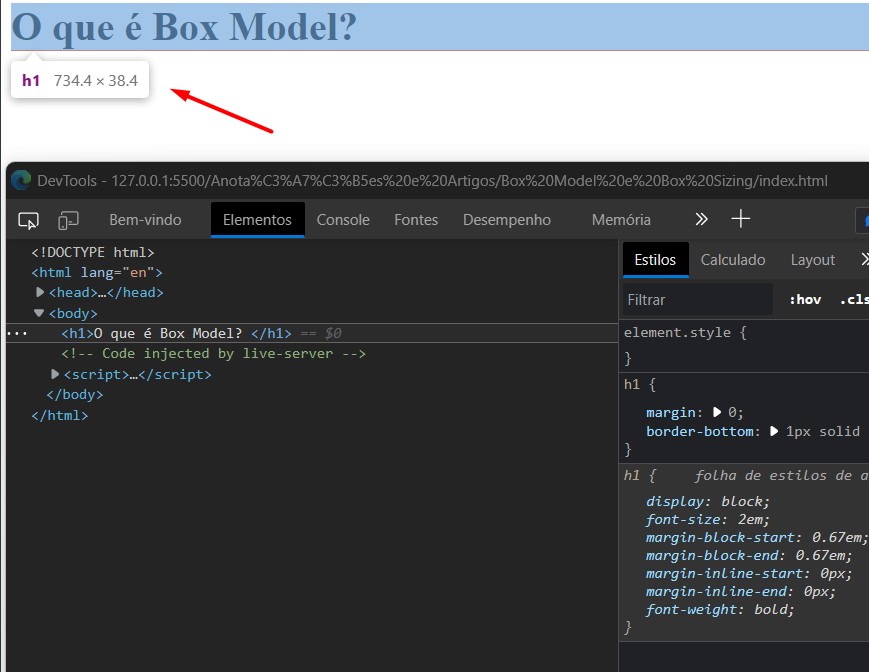 O que é Box Model?
h1 734.4 × 38.4
DevTools - 127.0.0.1:5500/Anota%C3%A7%C3%B5es%20e%20Artigos/Box%20Model%20e%20Box%20Sizing/index.html
Bem-vindo Elementos Console Fontes Desempenho Memória
Estilos Calculado Layout
Filtrar :hov .cls
<!DOCTYPE html>
<html lang="en">
<head>…</head>
<body>
... <h1>O que é Box Model? </h1> == $0
<!-- Code injected by live-server -->
<script>…</script>
</body>
</html>
element.style {
}
h1 {
margin: 0;
border-bottom: 1px solid
}
h1 { folha de estilos de a
display: block;
font-size: 2em;
margin-block-start: 0.67em;
margin-block-end: 0.67em;
margin-inline-start: 0px;
margin-inline-end: 0px;
font-weight: bold;
}